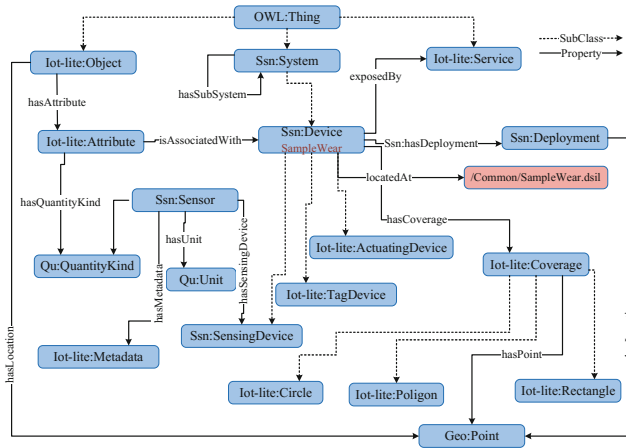 OWL:Thing
SubClass
Property
Iot-lite:Object
Ssn:System
Iot-lite:Service
hasSubSystem
exposedBy
hasAttribute
Iot-lite:Attribute
isAssociatedWith
Ssn:Device
SampleWear
Ssn:hasDeployment
Ssn:Deployment
locatedAt
/Common/SampleWear.dsil
hasQuantityKind
Ssn:Sensor
hasCoverage
hasUnit
hasSensingDevice
Iot-lite:ActuatingDevice
Qu:QuantityKind
Qu:Unit
Iot-lite:Coverage
hasMetadata
Iot-lite:TagDevice
Ssn:SensingDevice
hasLocation
Iot-lite:Metadata
hasPoint
Iot-lite:Circle
Iot-lite:Poligon
Iot-lite:Rectangle
Geo:Point